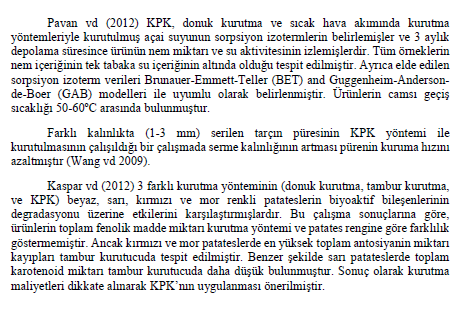 Pavan vd (2012) KPK, donuk kurutma ve sıcak hava akımında kurutma
yöntemleriyle kurutulmuş açai suyunun sorpsiyon izotermlerin belirlemişler ve 3 aylık
depolama süresince ürünün nem miktarı ve su aktivitesinin izlemişlerdir. Tüm örneklerin
nem içeriğinin tek tabaka su içeriğinin altında olduğu tespit edilmiştir. Ayrıca elde edilen
sorpsiyon izoterm verileri Brunauer-Emmett-Teller (BET) and Guggenheim-Anderson-
de-Boer (GAB) modelleri ile uyumlu olarak belirlenmiştir. Ürünlerin camsı geçiş
sıcaklığı 50-60ºC arasında bulunmuştur.
Farklı kalınlıkta (1-3 mm) serilen tarçın püresinin KPK yöntemi ile
kurutulmasının çalışıldığı bir çalışmada serme kalınlığının artması pürenin kuruma hızını
azaltmıştır (Wang vd 2009).
Kaspar vd (2012) 3 farklı kurutma yönteminin (donuk kurutma, tambur kurutma,
ve KPK) beyaz, sarı, kırmızı ve mor renkli patateslerin biyoaktif bileşenlerinin
degradasyonu üzerine etkilerini karşılaştırmışlardır. Bu çalışma sonuçlarına göre,
ürünlerin toplam fenolik madde miktarı kurutma yöntemi ve patates rengine göre farklılık
göstermemiştir. Ancak kırmızı ve mor patateslerde en yüksek toplam antosiyanin miktarı
kayıpları tambur kurutucuda tespit edilmiştir. Benzer şekilde sarı patateslerde toplam
karotenoid miktarı tambur kurutucuda daha düşük bulunmuştur. Sonuç olarak kurutma
maliyetleri dikkate alınarak KPK’nın uygulanması önerilmiştir.